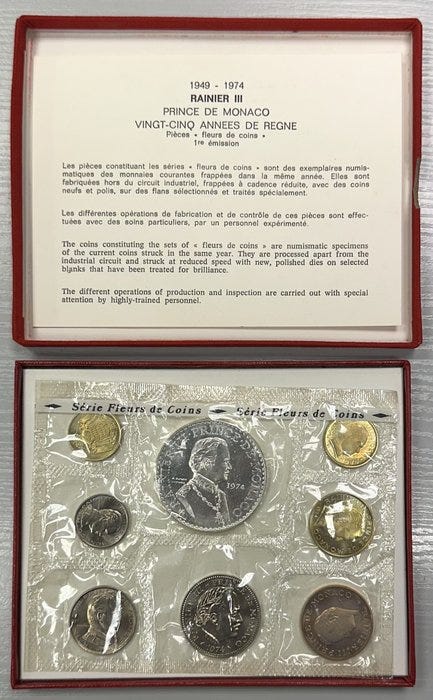 1949 - 1974
RAINIER III
PRINCE DE MONACO
VINGT-CINQ ANNEES DE REGNE
Pièces « fleurs de coins »
1re émission
Les pièces constituant les séries « fleurs de coins » sont des exemplaires numis-
matiques des monnaies courantes frappées dans la même année. Elles sont
fabriquées hors du circuit industriel, frappées à cadence réduite, avec des coins
neufs et polis, sur des flans sélectionnés et traités spécialement.
Les différentes opérations de fabrication et de contrôle de ces pièces sont effec-
tuées avec des soins particuliers, par un personnel expérimenté.
The coins constituting the sets of « fleurs de coins » are numismatic specimens
of the current coins struck in the same year. They are processed apart from the
industrial circuit and struck at reduced speed with new, polished dies on selected
blanks that have been treated for brilliance.
The different operations of production and inspection are carried out with special
attention by highly-trained personnel.
Série Fleurs de Coins Série Fleurs de Coins
PRINCE DE MONACO
1974
MONACO
1974